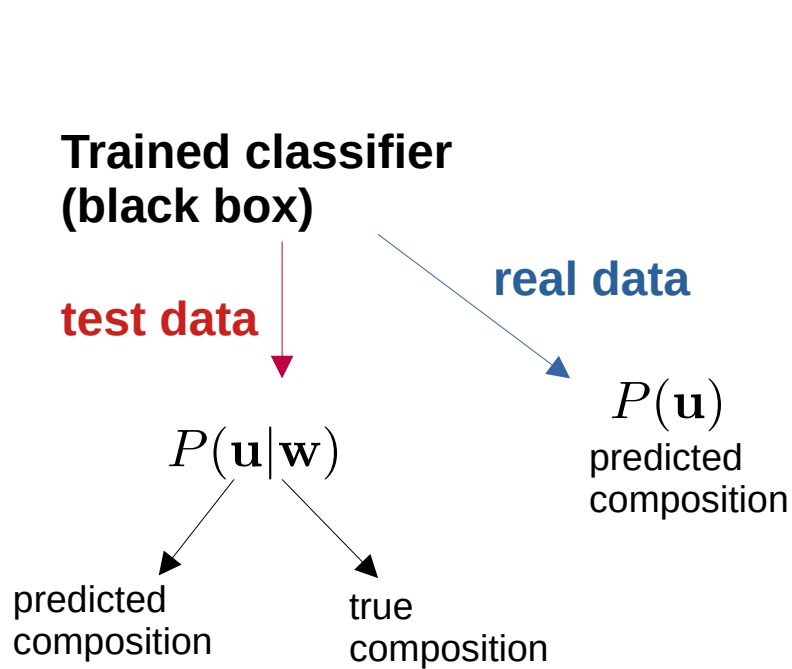 Trained classifier
(black box)
real data
test data
P(u)
predicted
composition
P(u|w)
predicted
composition
true
composition